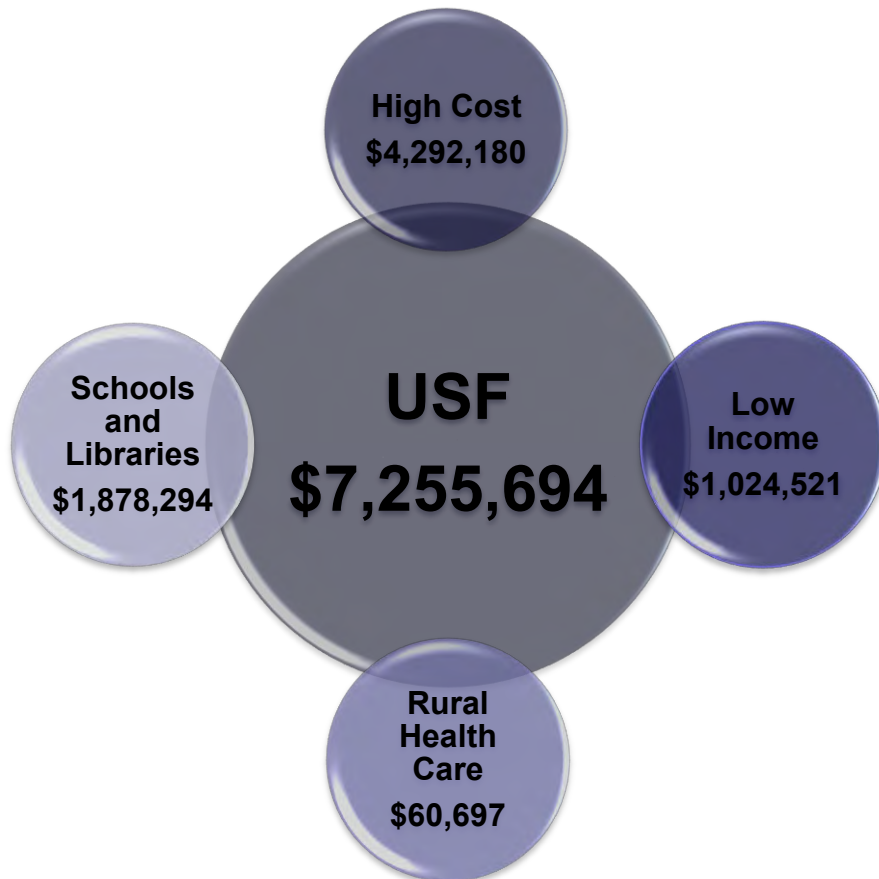 High Cost
$4,292,180
Schools
and
Libraries
$1,878,294
USF
$7,255,694
Low
Income
$1,024,521
Rural
Health
Care
$60,697